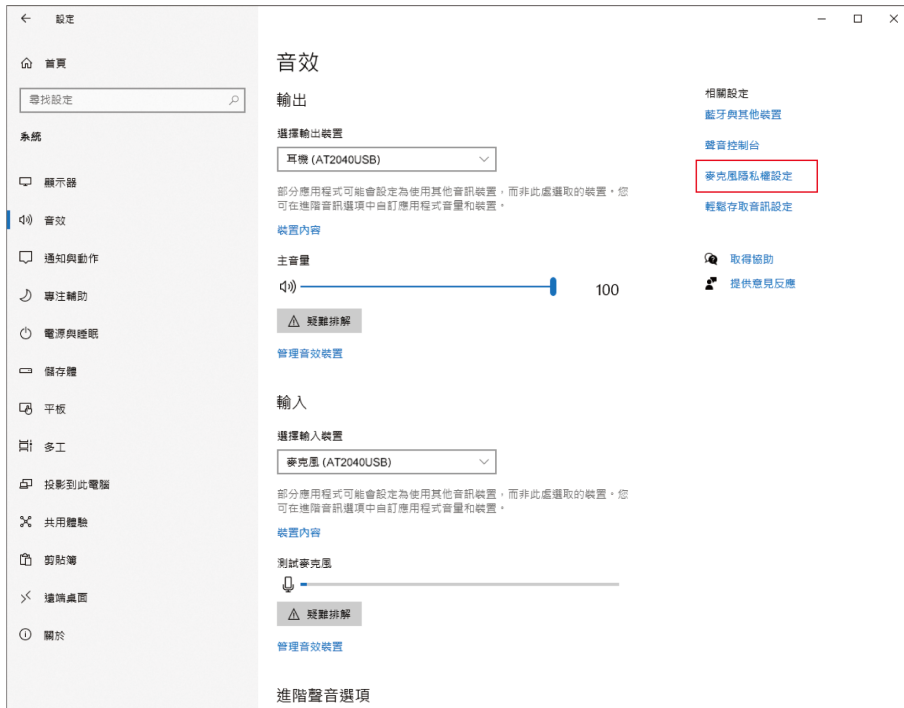 設定
首頁
尋找設定
系統
顯示器
音效
通知與動作
專注輔助
電源與睡眠
儲存體
平板
多工
投影到此電腦
共用體驗
剪貼簿
遠端桌面
關於
音效
輸出
選擇輸出裝置
耳機 (AT2040USB)
部分應用程式可能會設定為使用其他音訊裝置，而非此處選取的裝置。您
可在進階音訊選項中自訂應用程式音量和裝置。
裝置內容
主音量
100
疑難排解
管理音效裝置
輸入
選擇輸入裝置
麥克風 (AT2040USB)
部分應用程式可能會設定為使用其他音訊裝置，而非此處選取的裝置。您
可在進階音訊選項中自訂應用程式音量和裝置。
裝置內容
測試麥克風
疑難排解
管理音效裝置
進階聲音選項
相關設定
藍牙與其他裝置
聲音控制台
麥克風隱私權設定
輕鬆存取音訊設定
取得協助
提供意見反應